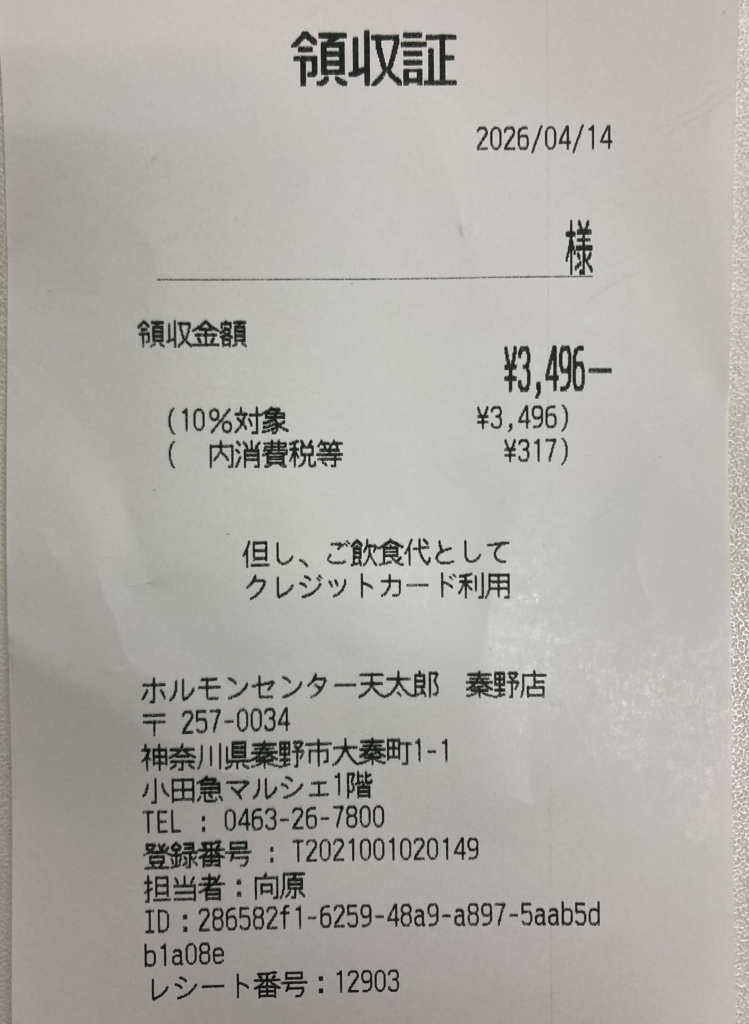 領収証
2026/04/14
様
領収金額
¥3,496−
(10%対象 ¥3,496)
( 内消費税等 ¥317)
但し、ご飲食代として
クレジットカード利用
ホルモンセンター天太郎 秦野店
〒 257-0034
神奈川県秦野市大秦町1-1
小田急マルシェ1階
TEL : 0463-26-7800
登録番号 : T2021001020149
担当者:向原
ID:286582f1-6259-48a9-a897-5aab5d
b1a08e
レシート番号:12903